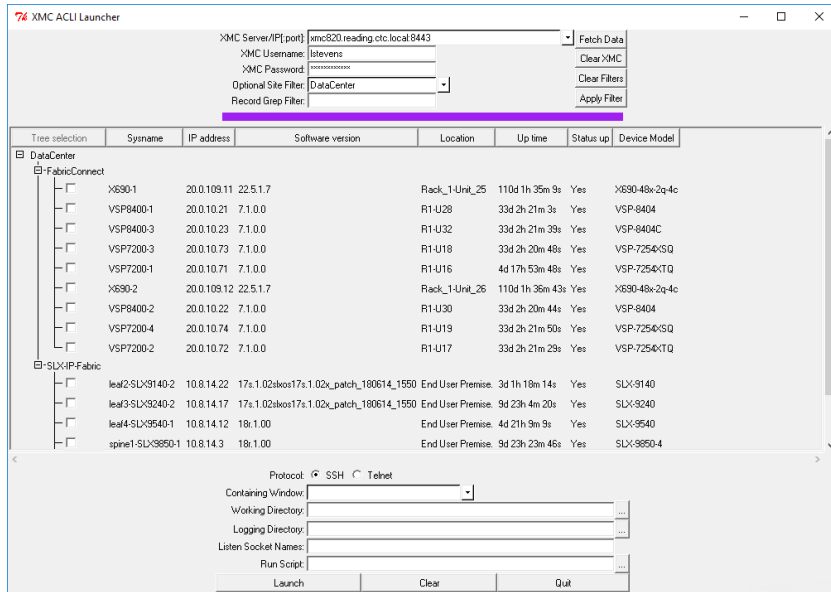 XMC ACLI Launcher
XMC Server/IP[:port]: xmc820.reading.ctc.local:8443 Fetch Data
XMC Username: lstevens Clear XMC
XMC Password: ************
Optional Site Filter: DataCenter Clear Filters
Record Grep Filter: Apply Filter
Tree selection Sysname IP address Software version Location Up time Status up Device Model
DataCenter
FabricConnect
X690-1 20.0.109.11 22.5.1.7 Rack_1-Unit_25 110d 1h 35m 9s Yes X690-48x-2q-4c
VSP8400-1 20.0.10.21 7.1.0.0 R1-U28 33d 2h 21m 3s Yes VSP-8404
VSP8400-3 20.0.10.23 7.1.0.0 R1-U32 33d 2h 21m 39s Yes VSP-8404C
VSP7200-3 20.0.10.73 7.1.0.0 R1-U18 33d 2h 20m 48s Yes VSP-7254XSQ
VSP7200-1 20.0.10.71 7.1.0.0 R1-U16 4d 17h 53m 48s Yes VSP-7254XTQ
X690-2 20.0.109.12 22.5.1.7 Rack_1-Unit_26 110d 1h 36m 43s Yes X690-48x-2q-4c
VSP8400-2 20.0.10.22 7.1.0.0 R1-U30 33d 2h 20m 44s Yes VSP-8404
VSP7200-4 20.0.10.74 7.1.0.0 R1-U19 33d 2h 21m 50s Yes VSP-7254XSQ
VSP7200-2 20.0.10.72 7.1.0.0 R1-U17 33d 2h 21m 29s Yes VSP-7254XTQ
SLX-IP-Fabric
leaf2-SLX9140-2 10.8.14.22 17s.1.02slxos17s.1.02x_patch_180614_1550 End User Premise. 3d 1h 18m 14s Yes SLX-9140
leaf3-SLX9240-2 10.8.14.17 17s.1.02slxos17s.1.02x_patch_180614_1550 End User Premise. 9d 23h 4m 20s Yes SLX-9240
leaf4-SLX9540-1 10.8.14.12 18r.1.00 End User Premise. 4d 21h 9m 9s Yes SLX-9540
spine1-SLX9850-1 10.8.14.3 18r.1.00 End User Premise. 9d 23h 23m 46s Yes SLX-9850-4
Protocol: SSH Telnet
Containing Window:
Working Directory: ...
Logging Directory: ...
Listen Socket Names:
Run Script: ...
Launch Clear Quit